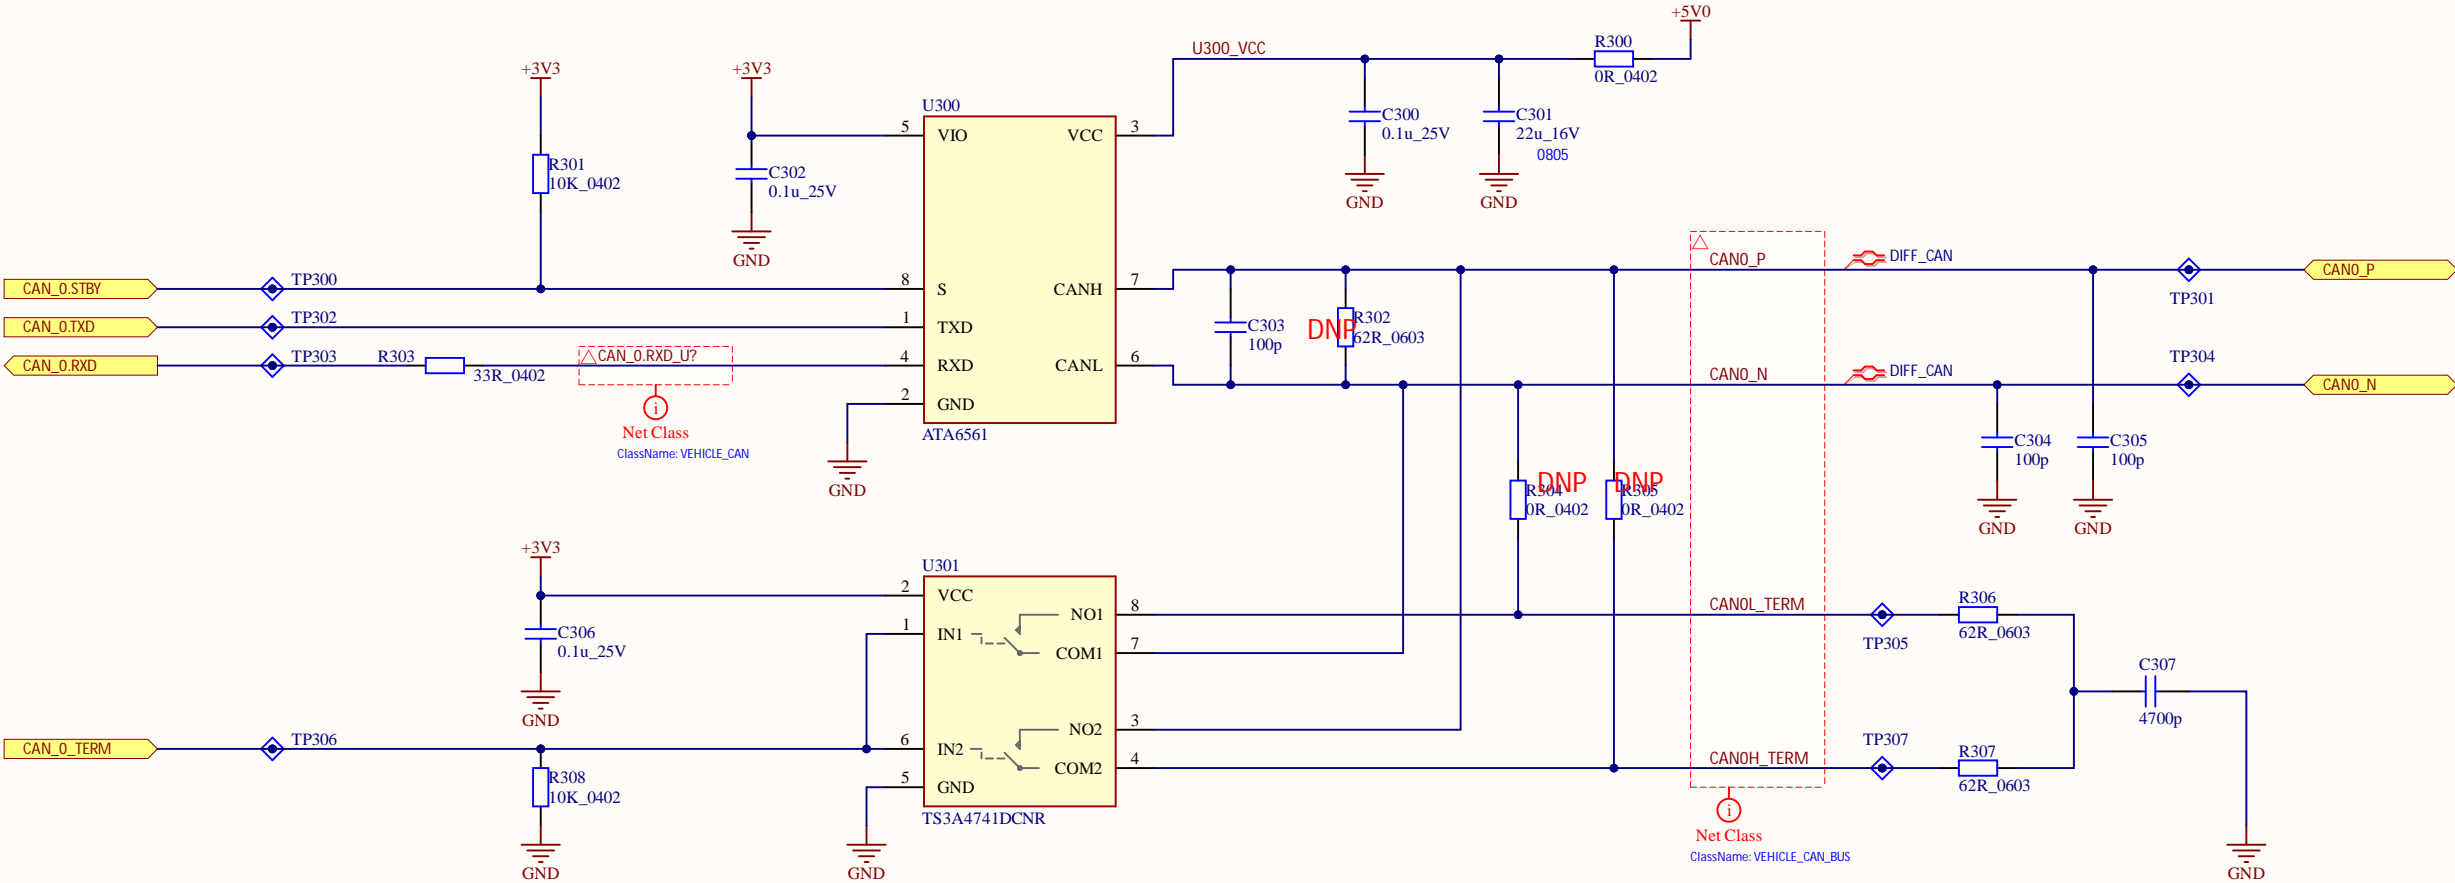 +5V0
U300_VCC
R300
0R_0402
+3V3
+3V3
U300
C300
0.1u_25V
C301
22u_16V
0805
5
VIO
VCC
3
R301
10K_0402
C302
0.1u_25V
GND
GND
GND
CAN_0.STBY
TP300
8
S
CANH
7
CAN0_P
DIFF_CAN
CAN0_P
TP301
CAN_0.TXD
TP302
1
TXD
C303
100p
DNP
R302
62R_0603
CAN_0.RXD
TP303
R303
33R_0402
CAN_0.RXD_U?
4
RXD
CANL
6
CAN0_N
DIFF_CAN
TP304
CAN0_N
i
Net Class
ClassName: VEHICLE_CAN
2
GND
ATA6561
GND
C304
100p
C305
100p
GND
GND
DNP
R304
0R_0402
DNP
R305
0R_0402
+3V3
U301
2
VCC
C306
0.1u_25V
GND
1
IN1
NO1
8
COM1
7
CAN0L_TERM
TP305
R306
62R_0603
C307
4700p
NO2
3
CAN_0_TERM
TP306
6
IN2
COM2
4
CAN0H_TERM
TP307
R307
62R_0603
R308
10K_0402
5
GND
TS3A4741DCNR
GND
GND
i
Net Class
ClassName: VEHICLE_CAN_BUS
GND